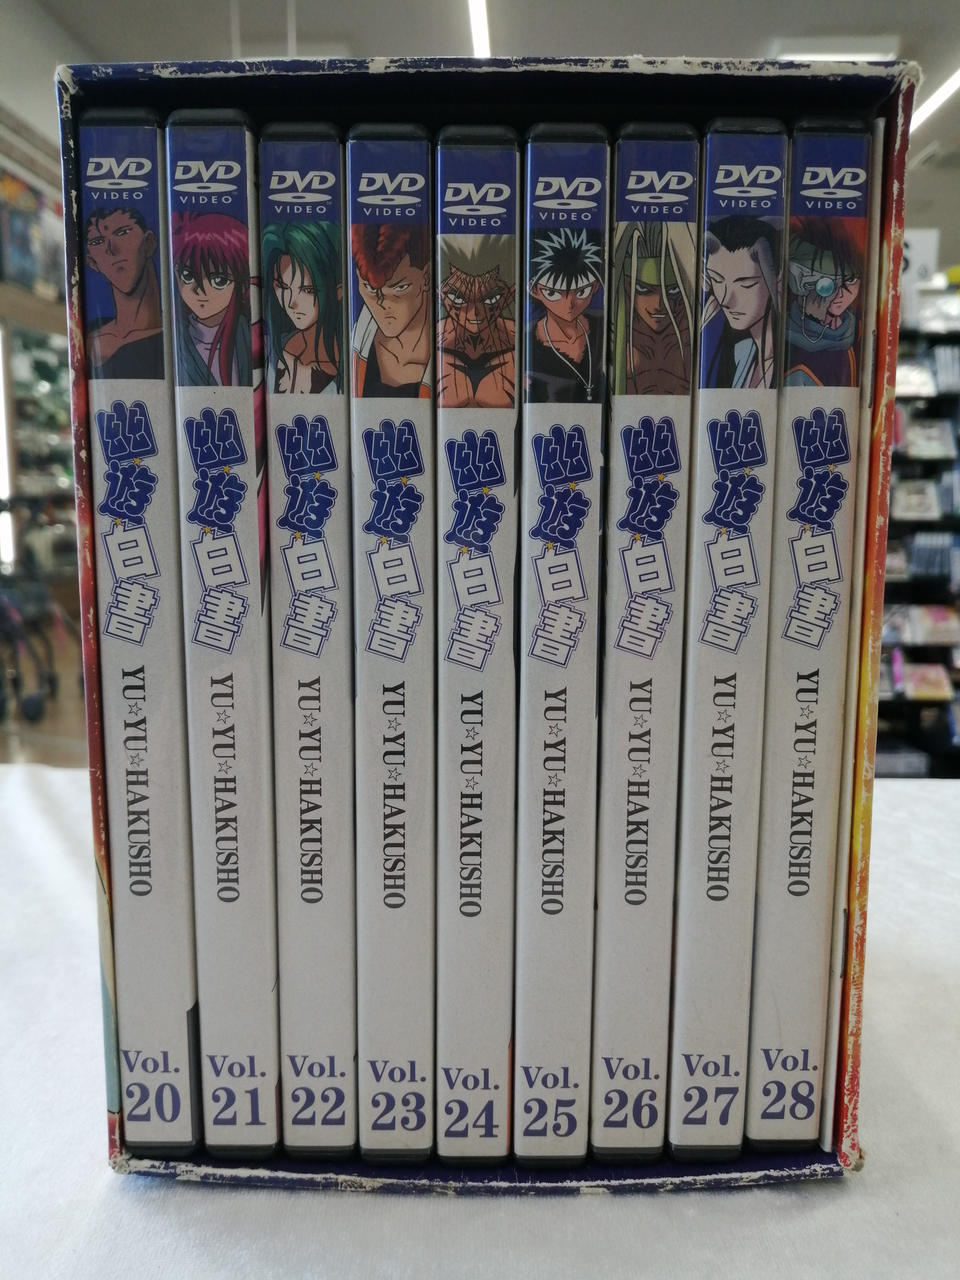 DVD
VIDEO
幽☆遊☆白書
YU☆YU☆HAKUSHO
Vol.
20
DVD
VIDEO
幽☆遊☆白書
YU☆YU☆HAKUSHO
Vol.
21
DVD
VIDEO
幽☆遊☆白書
YU☆YU☆HAKUSHO
Vol.
22
DVD
VIDEO
幽☆遊☆白書
YU☆YU☆HAKUSHO
Vol.
23
DVD
VIDEO
幽☆遊☆白書
YU☆YU☆HAKUSHO
Vol.
24
DVD
VIDEO
幽☆遊☆白書
YU☆YU☆HAKUSHO
Vol.
25
DVD
VIDEO
幽☆遊☆白書
YU☆YU☆HAKUSHO
Vol.
26
DVD
VIDEO
幽☆遊☆白書
YU☆YU☆HAKUSHO
Vol.
27
DVD
VIDEO
幽☆遊☆白書
YU☆YU☆HAKUSHO
Vol.
28